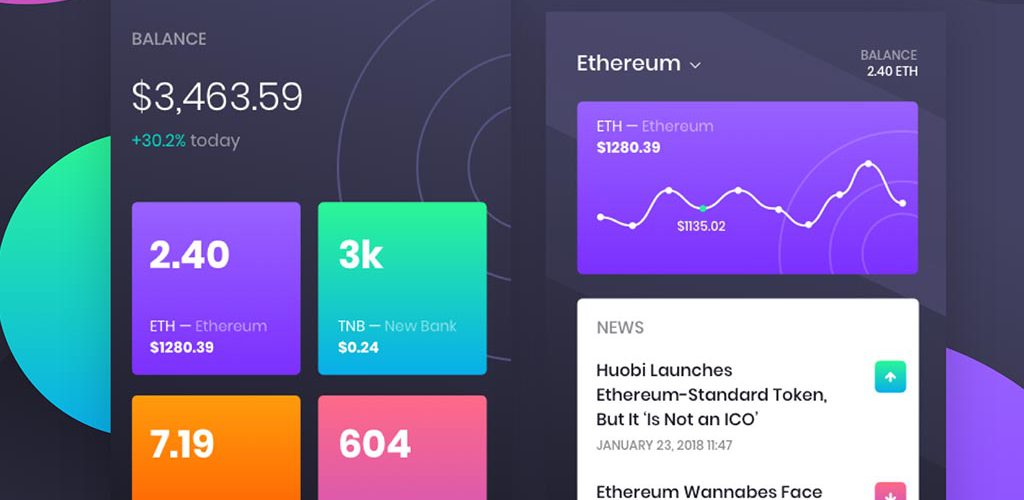 BALANCE
$3,463.59
+30.2% today
2.40
ETH — Ethereum
$1280.39
3k
TNB — New Bank
$0.24
7.19
604
Ethereum
BALANCE
2.40 ETH
ETH — Ethereum
$1280.39
$1135.02
NEWS
Huobi Launches
Ethereum-Standard Token,
But It ‘Is Not an ICO’
JANUARY 23, 2018 11:47
Ethereum Wannabes Face